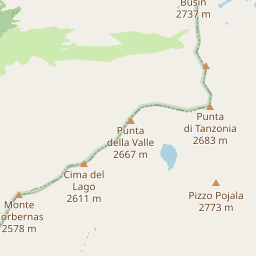 Busin
2737 m
Punta
di Tanzonia
2683 m
Punta
della Valle
2667 m
Cima del
Lago
2611 m
Pizzo Pojala
2773 m
Monte
2578 m